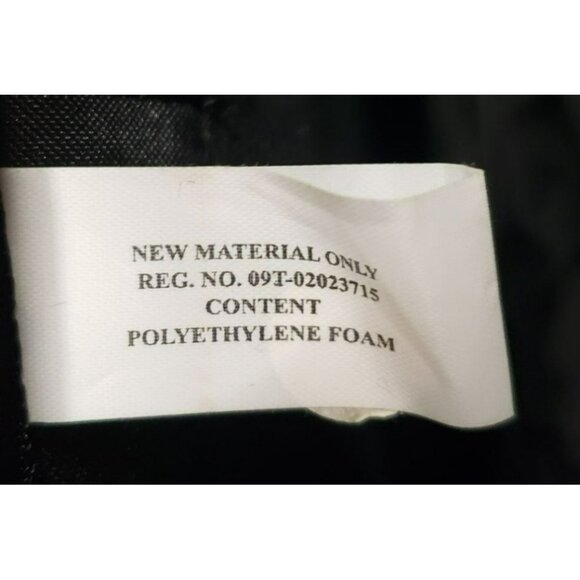 NEW MATERIAL ONLY
REG. NO. 09T-02023715
CONTENT
POLYETHYLENE FOAM